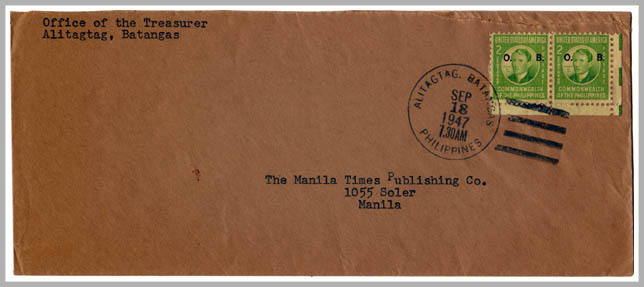 Office of the Treasurer
Alitagtag, Batangas
UNITED STATES OF AMERICA
2
O. B.
COMMONWEALTH
OF THE PHILIPPINES
UNITED STATES OF AMERICA
2
O. B.
COMMONWEALTH
OF THE PHILIPPINES
ALITAGTAG, BATANGAS
SEP
18
1947
7.30AM
PHILIPPINES
The Manila Times Publishing Co.
1055 Soler
Manila